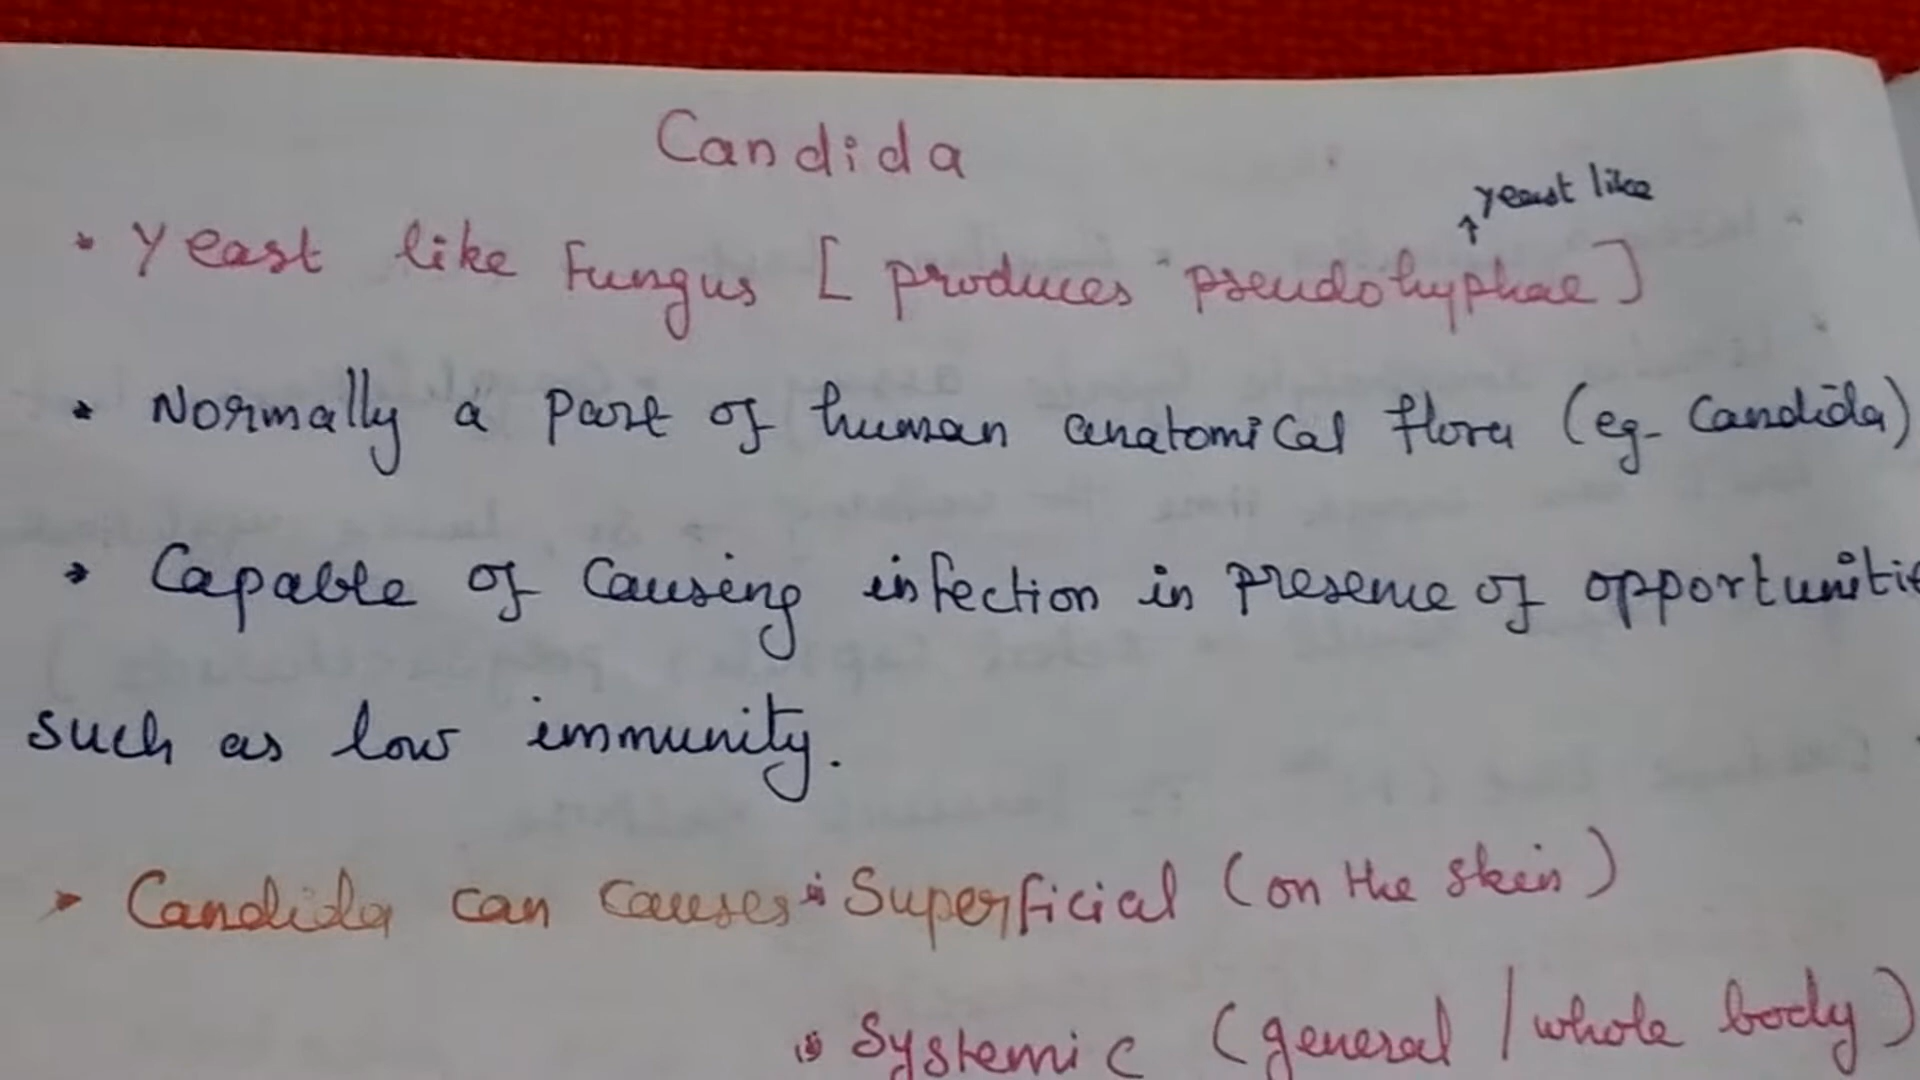 Candida
yeast like
• Yeast like Fungus [ produces pseudohyphae ]
• Normally a part of human anatomical flora (eg- Candida)
• Capable of causing infection in presence of opportunitie
such as low immunity.
• Candida can causes • Superficial (on the skin)
• Systemic (general / whole body)